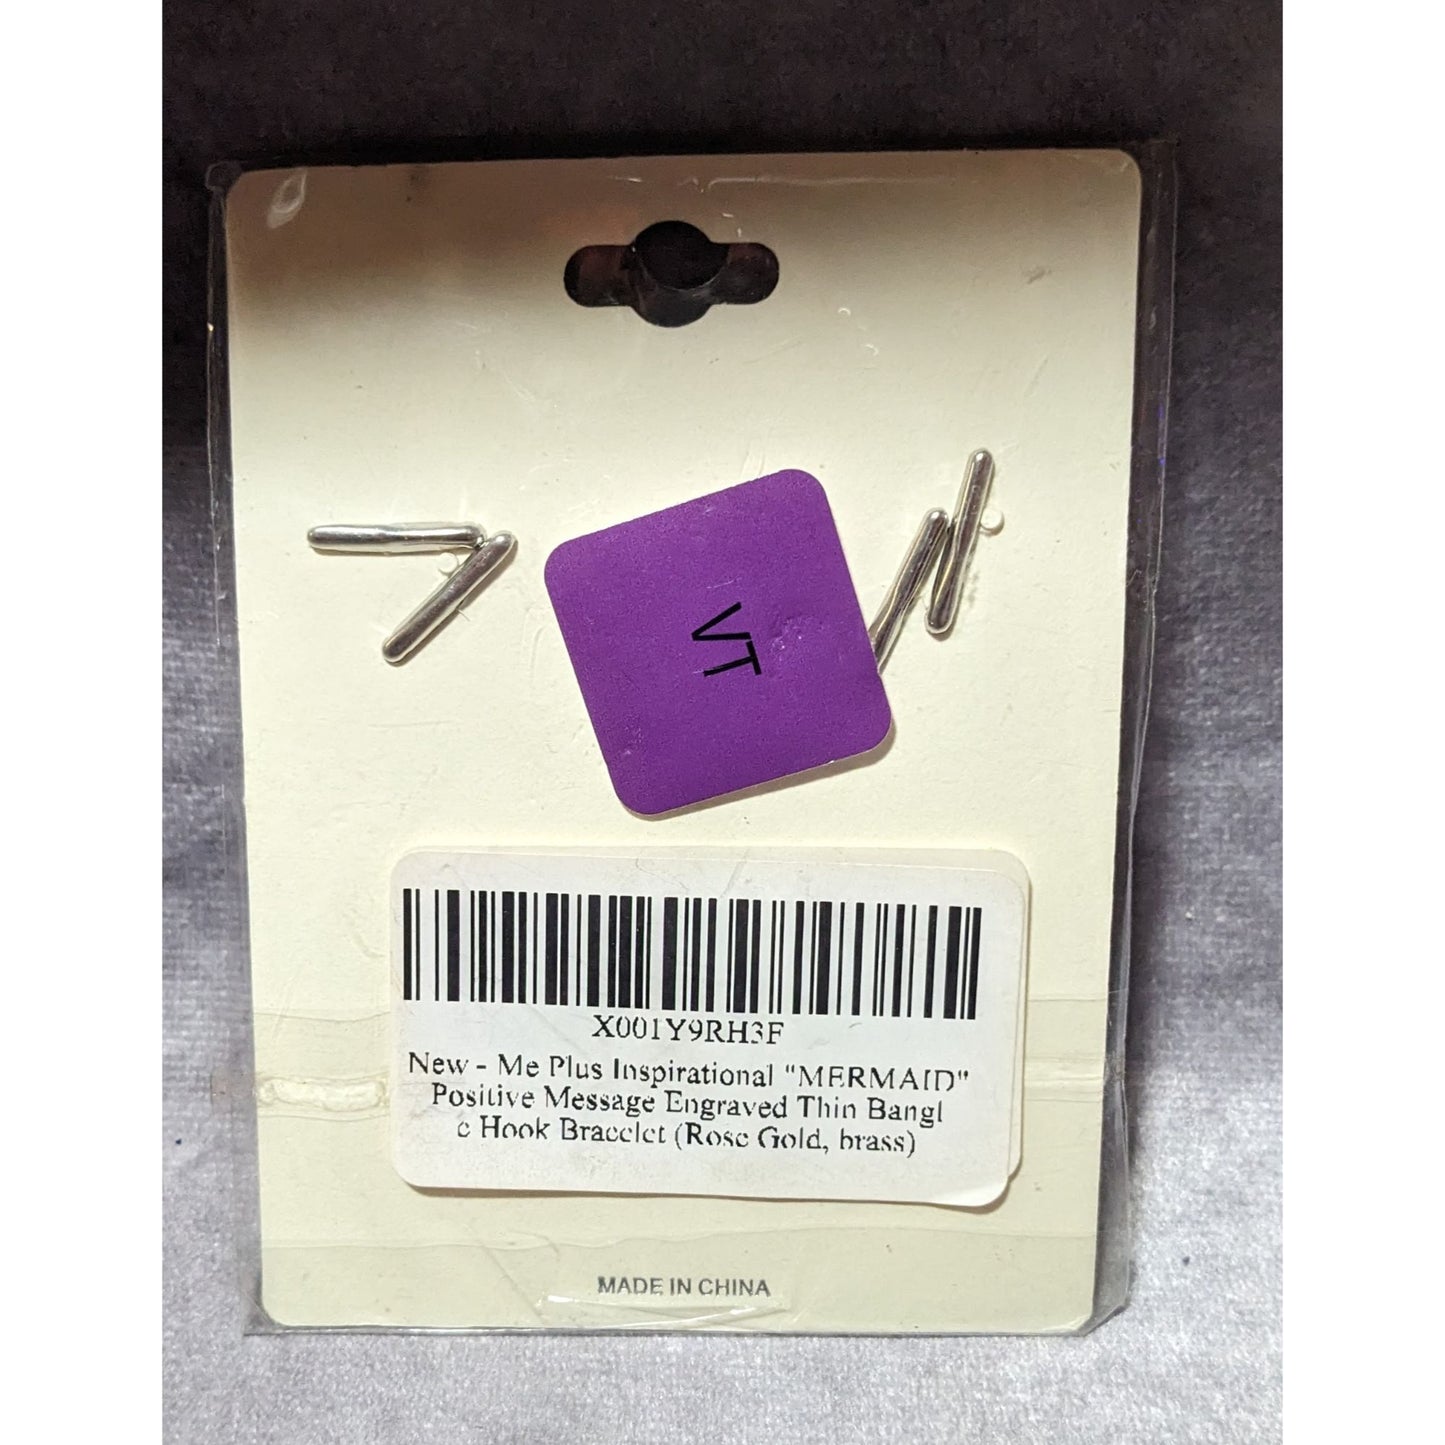 VT
X001Y9RH3F
New - Me Plus Inspirational "MERMAID"
Positive Message Engraved Thin Bangl
e Hook Bracelet (Rose Gold, brass)
MADE IN CHINA